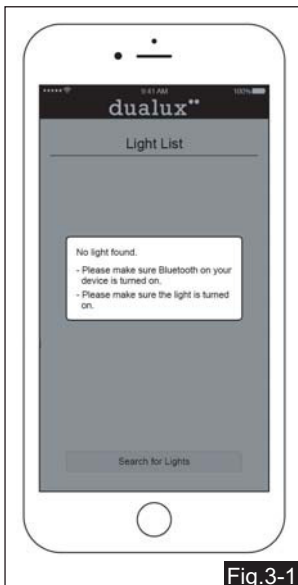 9:41 AM 100%
dualux
Light List
No light found.
- Please make sure Bluetooth on your
device is turned on.
- Please make sure the light is turned
on.
Search for Lights
Fig.3-1